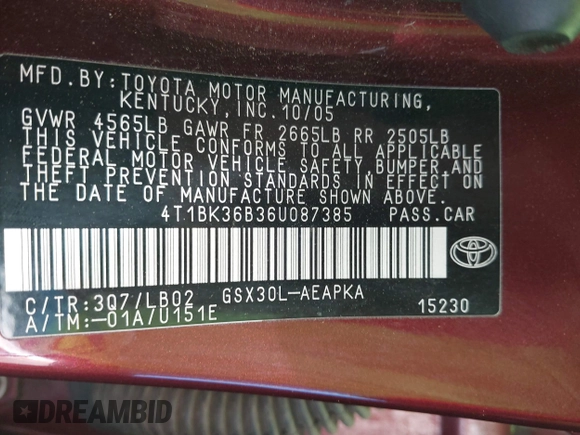 MFD. BY: TOYOTA MOTOR MANUFACTURING,
KENTUCKY, INC. 10/05
GVWR 4565LB GAWR FR 2665LB RR 2505LB
THIS VEHICLE CONFORMS TO ALL APPLICABLE
FEDERAL MOTOR VEHICLE SAFETY, BUMPER AND
THEFT PREVENTION STANDARDS IN EFFECT ON
THE DATE OF MANUFACTURE SHOWN ABOVE.
4T1BK36B36U087385 PASS.CAR
C/TR:3Q7/LB02 GSX30L-AEAPKA
A/TM:-01A/U151E 15230
DREAMBID